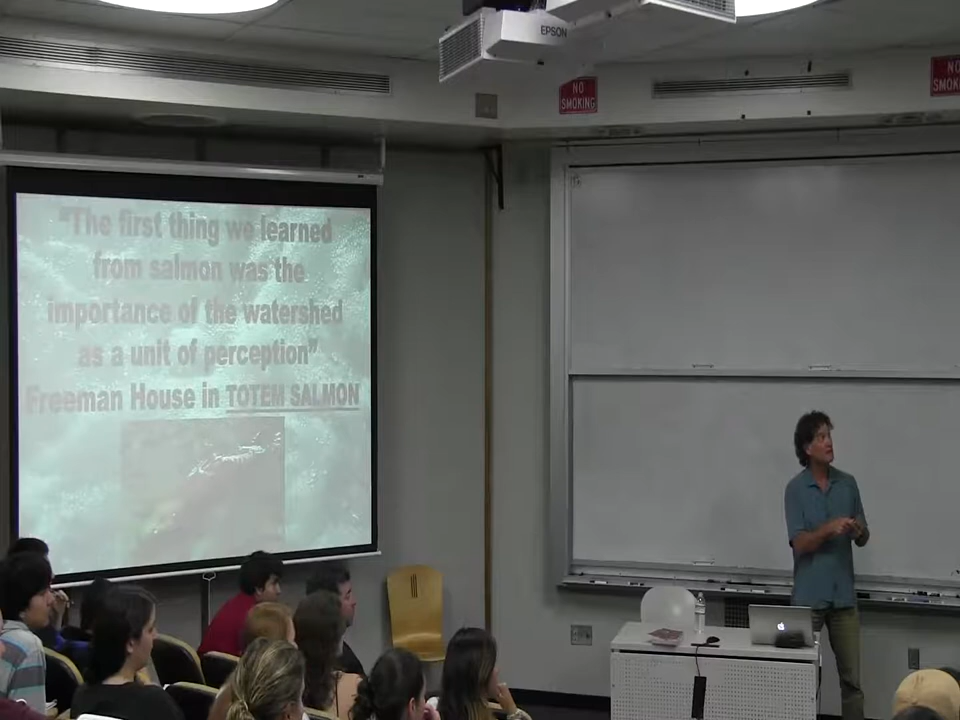 EPSON
NO
SMOKING
NO
SMOKING
"The first thing we learned
from salmon was the
importance of the watershed
as a unit of perception"
Freeman House in TOTEM SALMON